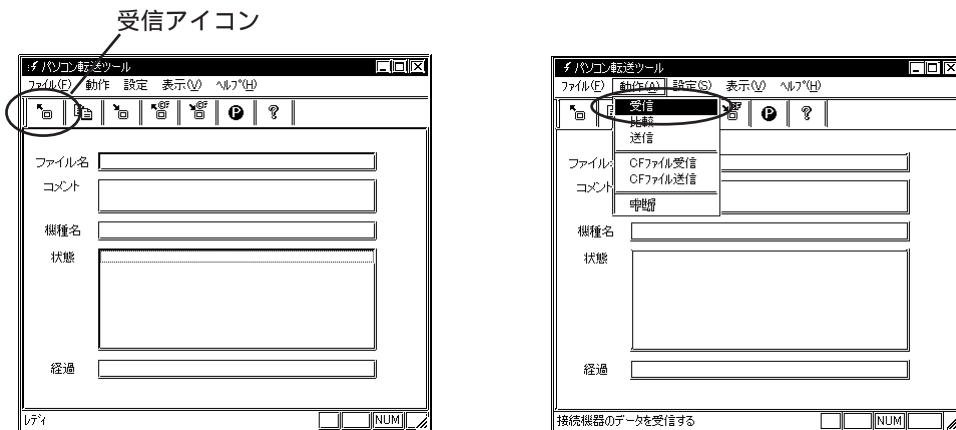 受信アイコン
パソコン転送ツール
ファイル(F) 動作 設定 表示(V) ヘルプ(H)
CF CF P ?
ファイル名
コメント
機種名
状態
経過
レディ
NUM
パソコン転送ツール
ファイル(F) 動作(A) 設定(S) 表示(V) ヘルプ(H)
受信
比較
送信
CFファイル受信
CFファイル送信
中断
P ?
ファイル
コメント
機種名
状態
経過
接続機器のデータを受信する
NUM